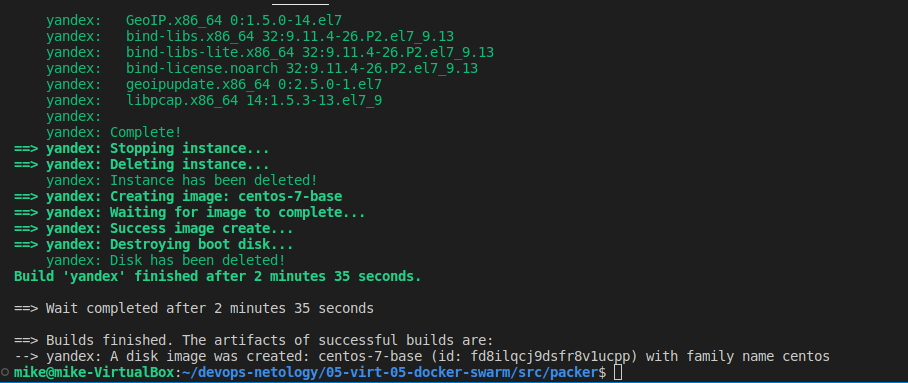 yandex:   GeoIP.x86_64 0:1.5.0-14.el7
yandex:   bind-libs.x86_64 32:9.11.4-26.P2.el7_9.13
yandex:   bind-libs-lite.x86_64 32:9.11.4-26.P2.el7_9.13
yandex:   bind-license.noarch 32:9.11.4-26.P2.el7_9.13
yandex:   geoipupdate.x86_64 0:2.5.0-1.el7
yandex:   libpcap.x86_64 14:1.5.3-13.el7_9
yandex:
yandex: Complete!
==> yandex: Stopping instance...
==> yandex: Deleting instance...
yandex: Instance has been deleted!
==> yandex: Creating image: centos-7-base
==> yandex: Waiting for image to complete...
==> yandex: Success image create...
==> yandex: Destroying boot disk...
yandex: Disk has been deleted!
Build 'yandex' finished after 2 minutes 35 seconds.
==> Wait completed after 2 minutes 35 seconds
==> Builds finished. The artifacts of successful builds are:
--> yandex: A disk image was created: centos-7-base (id: fd8ilqcj9dsfr8v1ucpp) with family name centos
mike@mike-VirtualBox:~/devops-netology/05-virt-05-docker-swarm/src/packer$